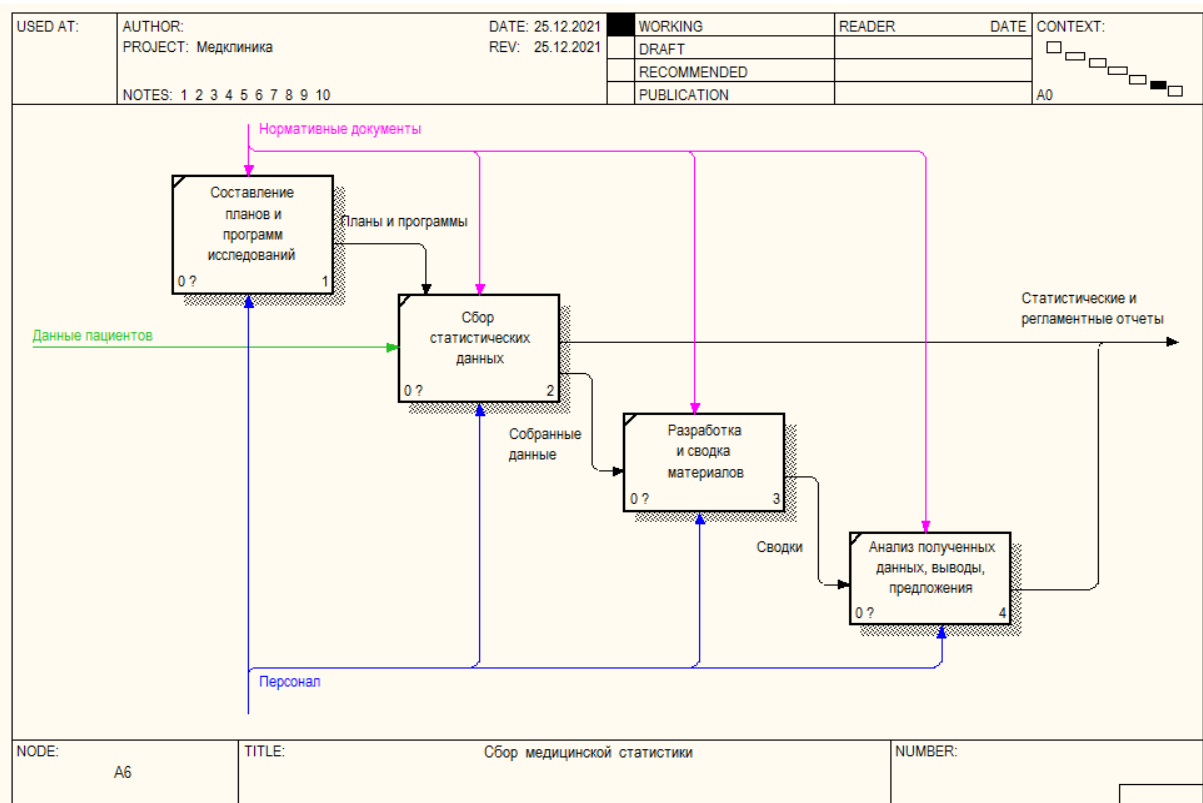 USED AT:
AUTHOR:
DATE: 25.12.2021
PROJECT: Медклиника
REV: 25.12.2021
NOTES: 1 2 3 4 5 6 7 8 9 10
WORKING
DRAFT
RECOMMENDED
PUBLICATION
READER
DATE
CONTEXT:
A0
Нормативные документы
Составление
планов и
программ
исследований
0 ?
1
Планы и программы
Данные пациентов
Сбор
статистических
данных
0 ?
2
Статистические и
регламентные отчеты
Собранные
данные
Разработка
и сводка
материалов
0 ?
3
Сводки
Анализ полученных
данных, выводы,
предложения
0 ?
4
Персонал
NODE:
A6
TITLE:
Сбор медицинской статистики
NUMBER: